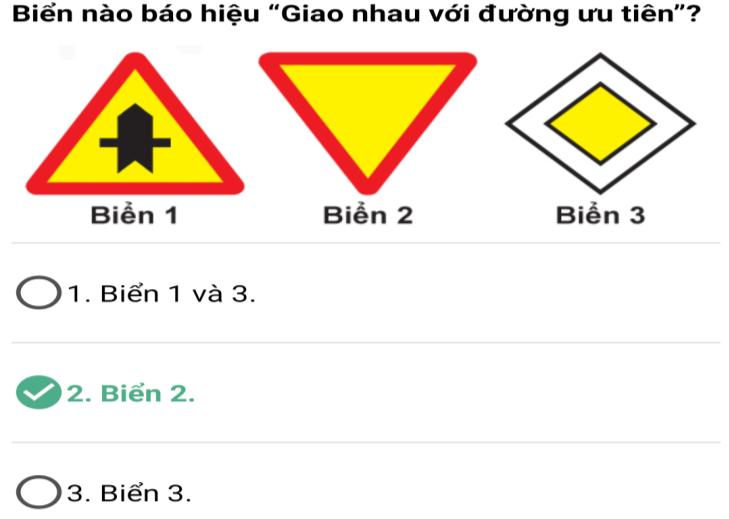 Biển nào báo hiệu “Giao nhau với đường ưu tiên”?
Biển 1 Biển 2 Biển 3
1. Biển 1 và 3.
2. Biển 2.
3. Biển 3.